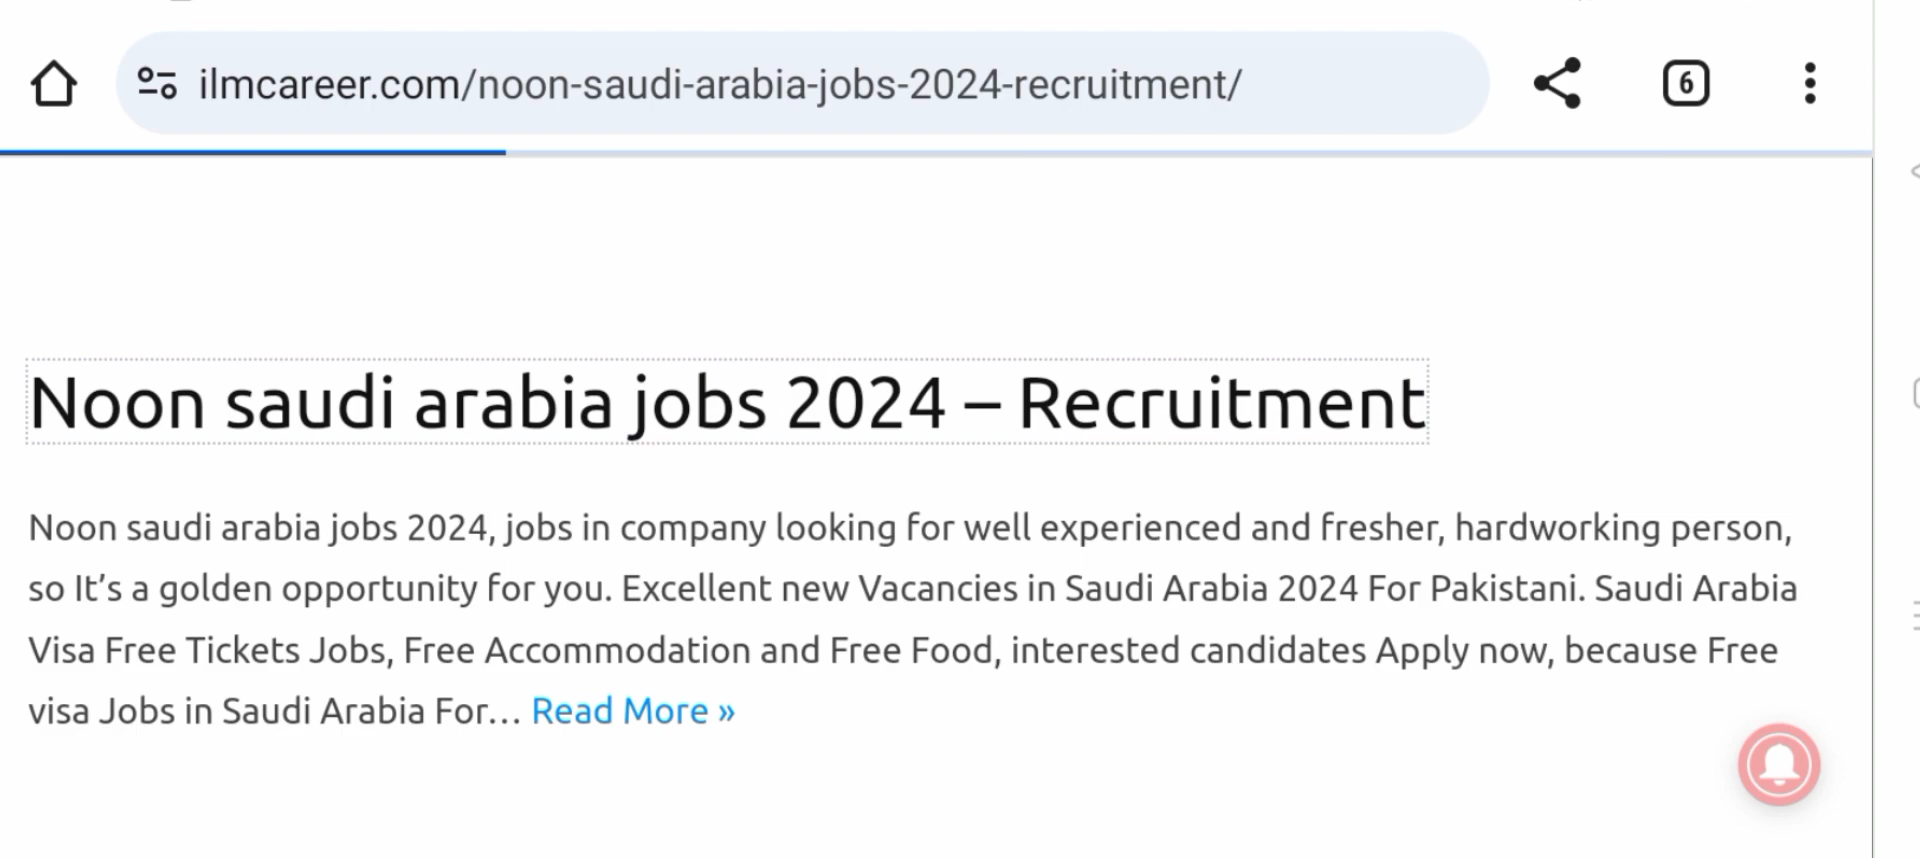 ilmcareer.com/noon-saudi-arabia-jobs-2024-recruitment/
6
Noon saudi arabia jobs 2024 – Recruitment
Noon saudi arabia jobs 2024, jobs in company looking for well experienced and fresher, hardworking person,
so It’s a golden opportunity for you. Excellent new Vacancies in Saudi Arabia 2024 For Pakistani. Saudi Arabia
Visa Free Tickets Jobs, Free Accommodation and Free Food, interested candidates Apply now, because Free
visa Jobs in Saudi Arabia For… Read More »